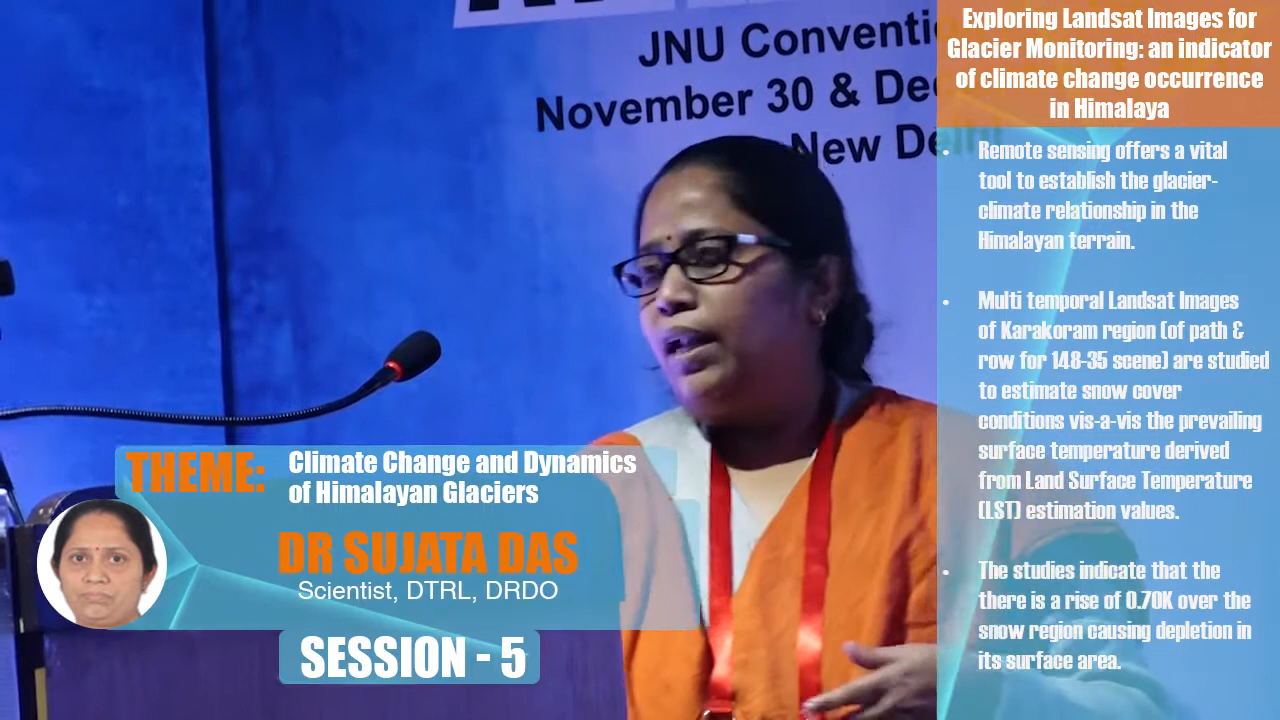 JNU Conventi
November 30 & De
New Delhi
Exploring Landsat Images for
Glacier Monitoring: an indicator
of climate change occurrence
in Himalaya
• Remote sensing offers a vital
tool to establish the glacier-
climate relationship in the
Himalayan terrain.
• Multi temporal Landsat Images
of Karakoram region (of path &
row for 148-35 scene) are studied
to estimate snow cover
conditions vis-a-vis the prevailing
surface temperature derived
from Land Surface Temperature
(LST) estimation values.
• The studies indicate that the
there is a rise of 0.70K over the
snow region causing depletion in
its surface area.
THEME: Climate Change and Dynamics
of Himalayan Glaciers
DR SUJATA DAS
Scientist, DTRL, DRDO
SESSION - 5